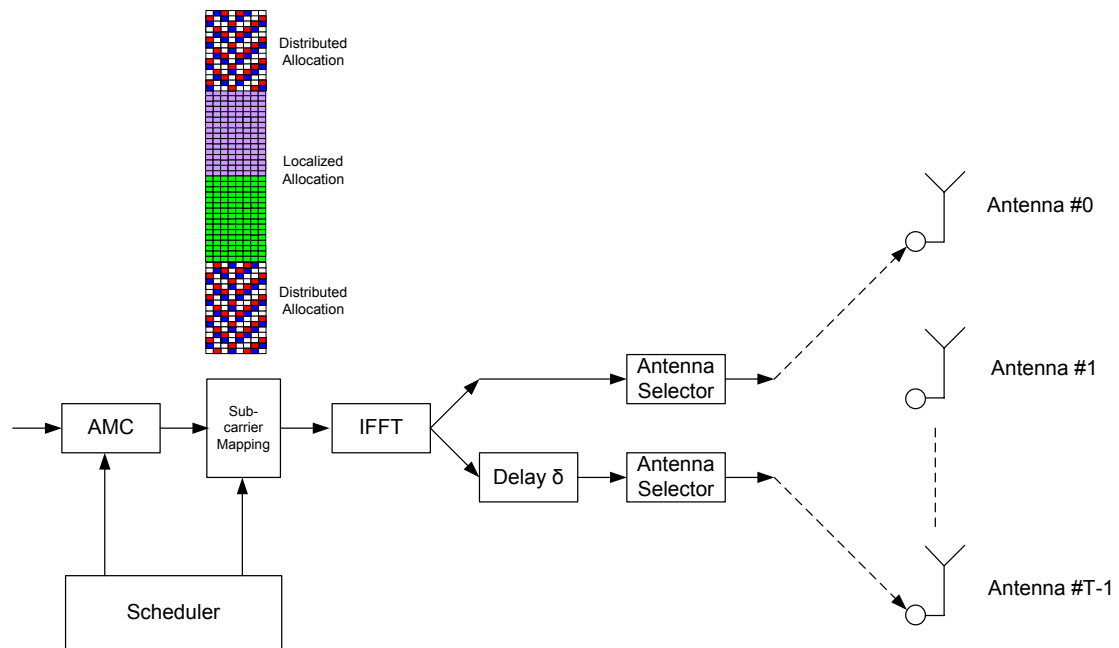 Distributed
Allocation
Localized
Allocation
Distributed
Allocation
Antenna #0
Antenna
Selector
Antenna #1
AMC
Sub-
carrier
Mapping
IFFT
Delay δ
Antenna
Selector
Scheduler
Antenna #T-1